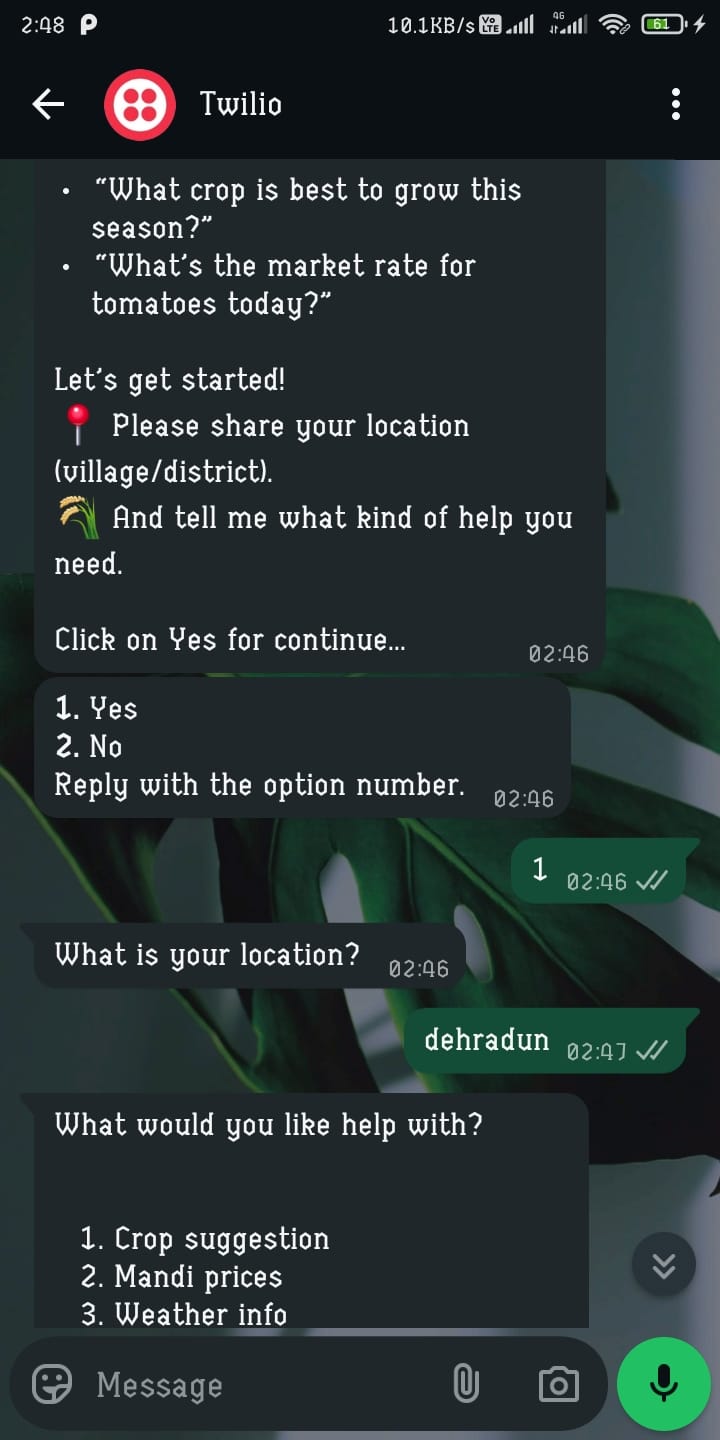 2:48
10.1KB/s Vo LTE 4G 61
Twilio
• “What crop is best to grow this
season?”
• “What’s the market rate for
tomatoes today?”
Let’s get started!
📍 Please share your location
(village/district).
🌾 And tell me what kind of help you
need.
Click on Yes for continue...
02:46
1. Yes
2. No
Reply with the option number.
02:46
1 02:46
What is your location? 02:46
dehradun 02:47
What would you like help with?
1. Crop suggestion
2. Mandi prices
3. Weather info
Message